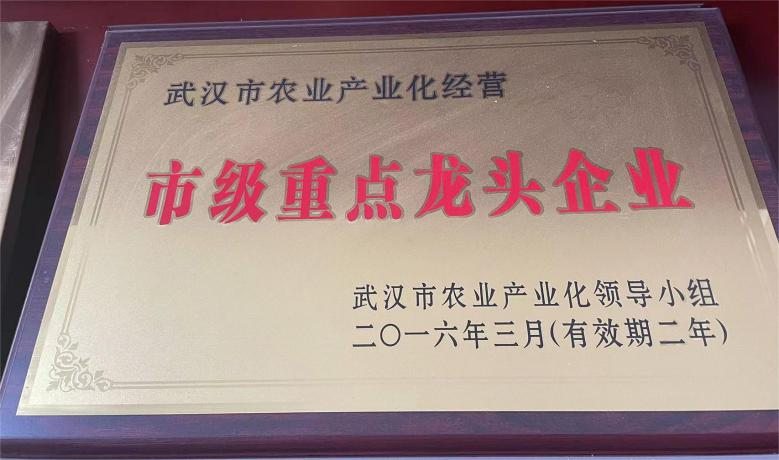 武汉市农业产业化经营
市级重点龙头企业
武汉市农业产业化领导小组
二〇一六年三月(有效期二年)